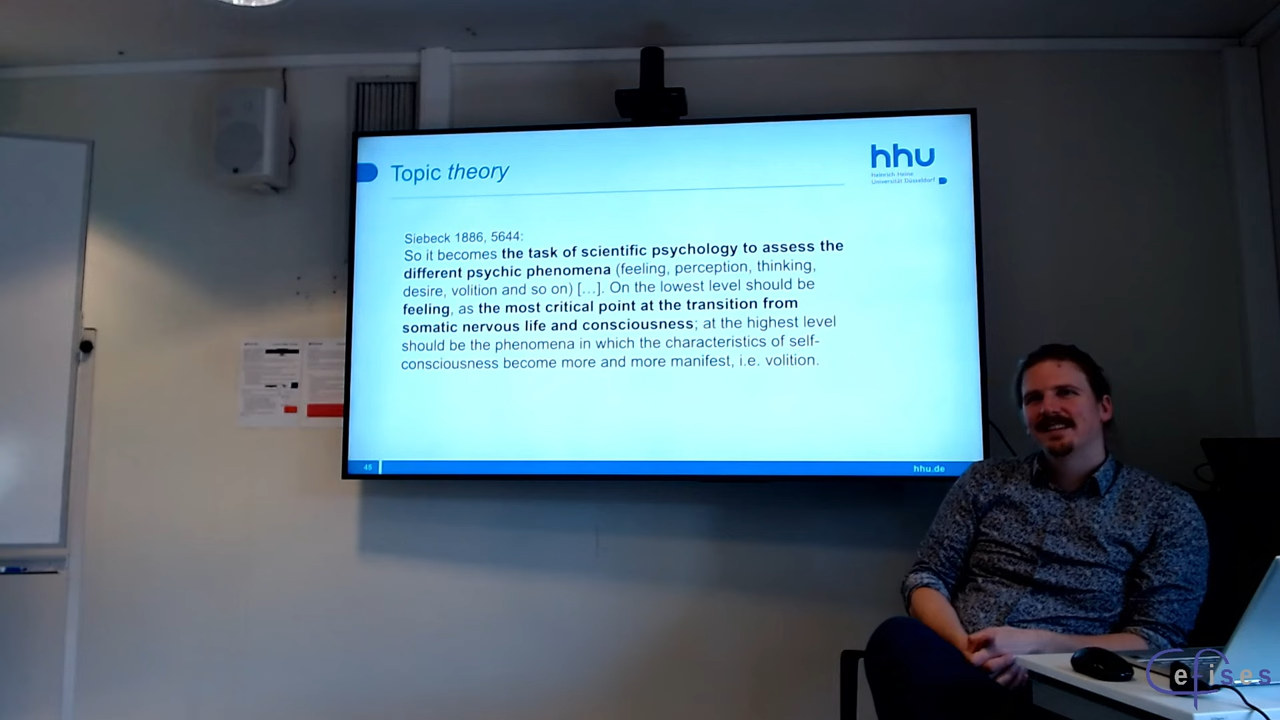 Topic theory
hhu
Heinrich Heine
Universität Düsseldorf
Siebeck 1886, 5644:
So it becomes the task of scientific psychology to assess the
different psychic phenomena (feeling, perception, thinking,
desire, volition and so on) […]. On the lowest level should be
feeling, as the most critical point at the transition from
somatic nervous life and consciousness; at the highest level
should be the phenomena in which the characteristics of self-
consciousness become more and more manifest, i.e. volition.
45
hhu.de
Cefises